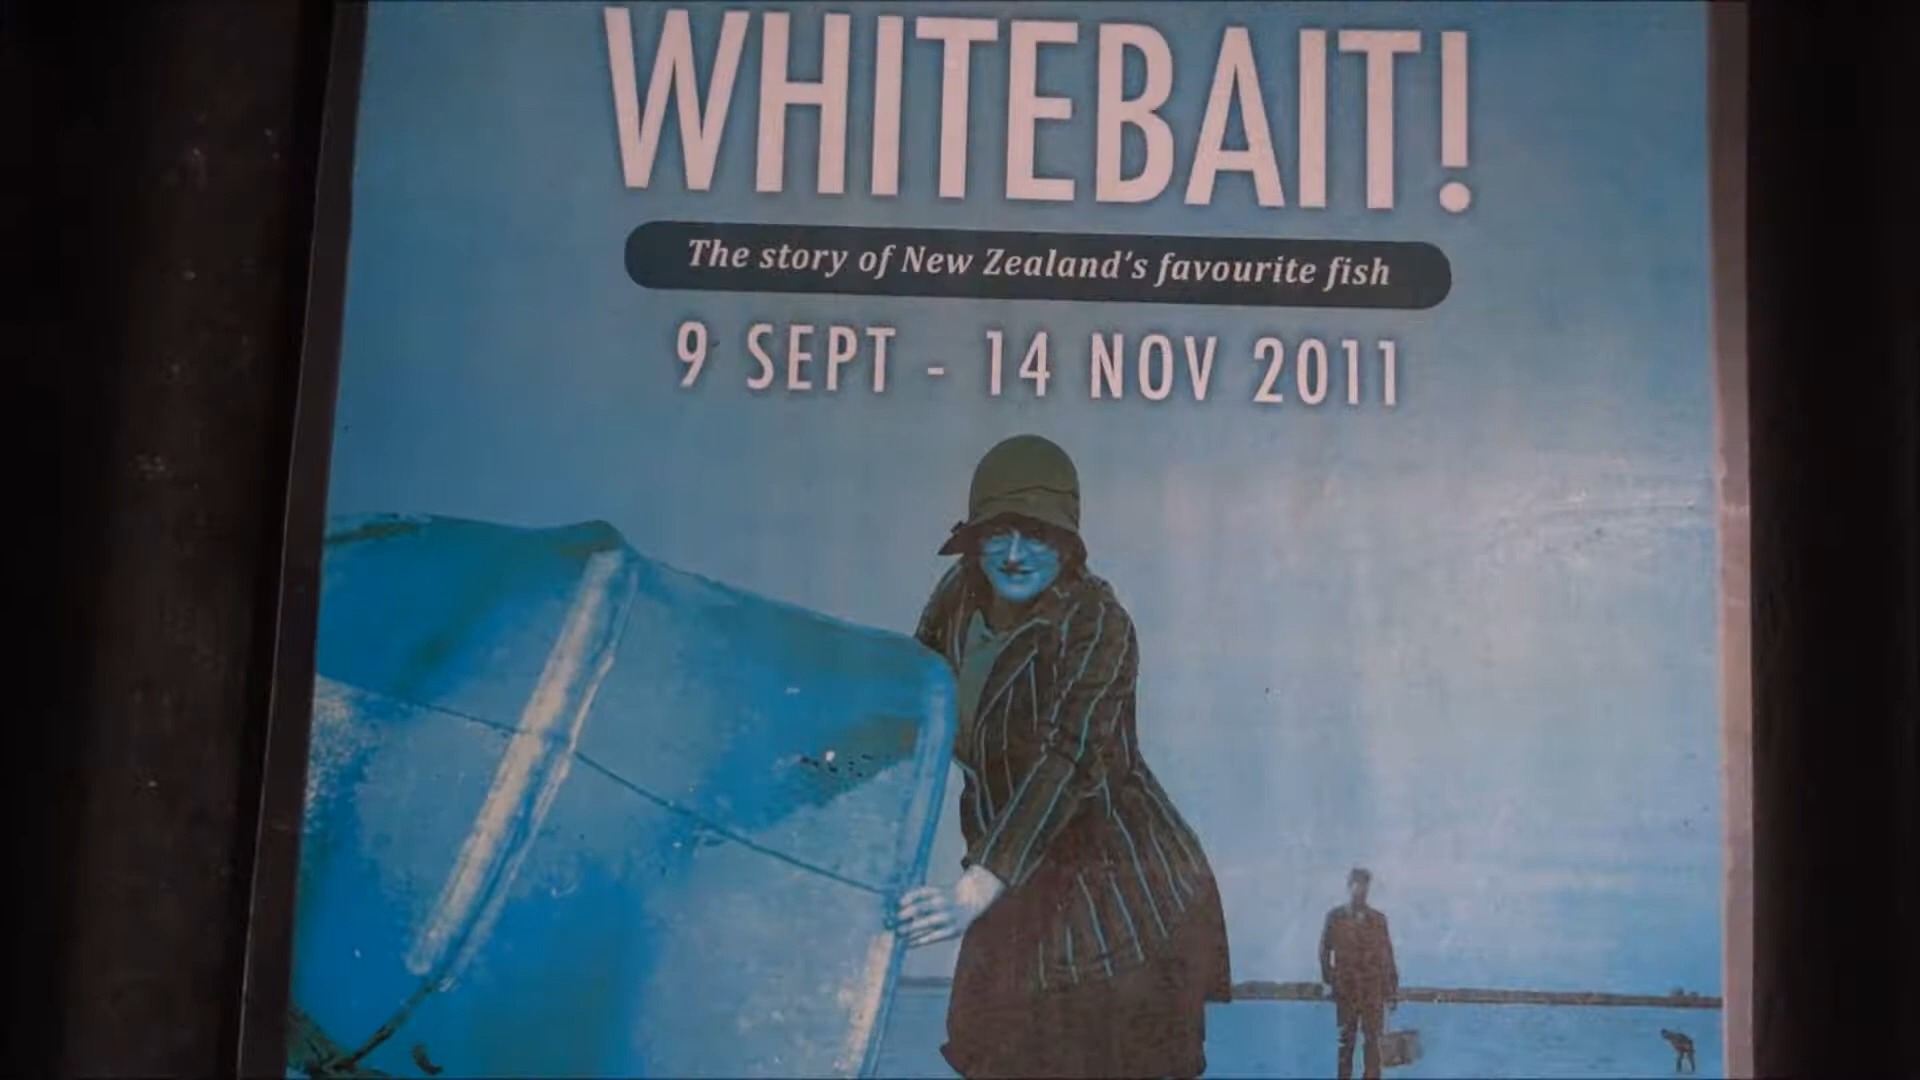 WHITEBAIT!
The story of New Zealand's favourite fish
9 SEPT - 14 NOV 2011